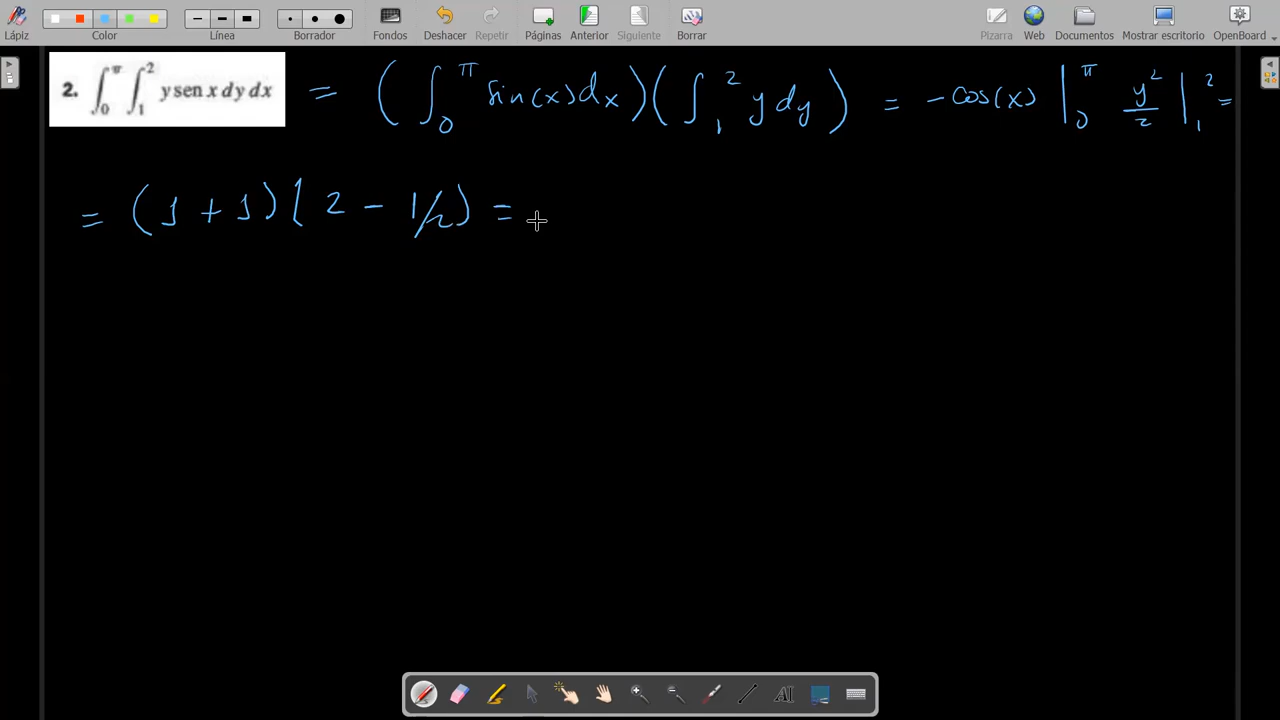 Lápiz Color Línea Borrador Fondos Deshacer Repetir Páginas Anterior Siguiente Borrar Pizarra Web Documentos Mostrar escritorio OpenBoard
2. ∫₀^π ∫₁² y sen x dy dx = (∫₀^π sin(x)dx)(∫₁² y dy) = -cos(x) |₀^π y²/2 |₁² =
= (1 + 1)(2 - 1/2) =
AI